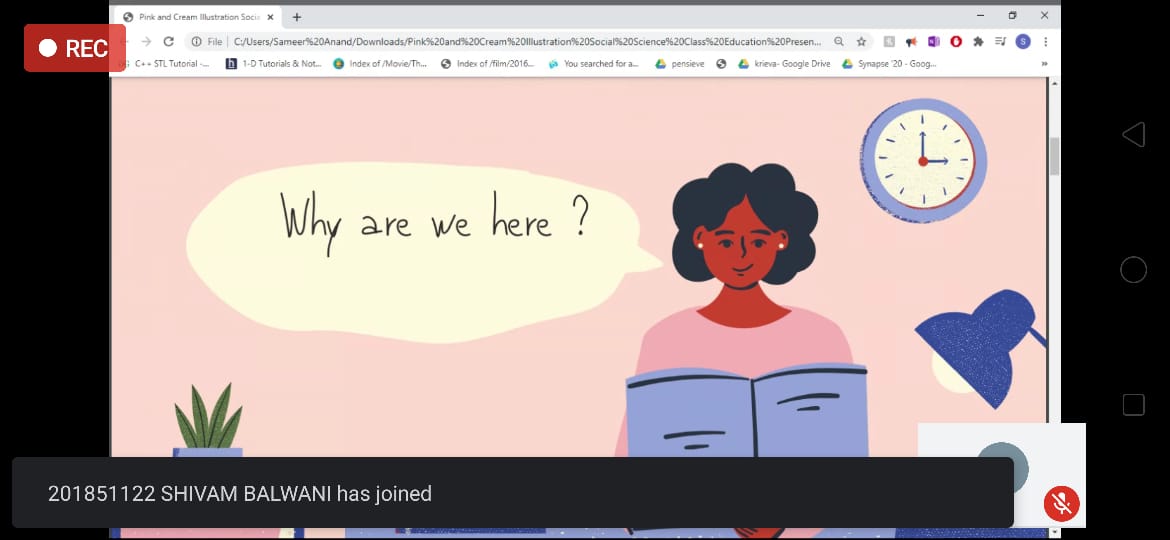 Pink and Cream Illustration Socia
REC
File
C:/Users/Sameer%20Anand/Downloads/Pink%20and%20Cream%20Illustration%20Social%20Science%20Class%20Education%20Presen...
S
C++ STL Tutorial -...
h
1-D Tutorials & Not...
Index of /Movie/Th...
Index of /film/2016...
You searched for a...
pensieve
krieva- Google Drive
Synapse '20 - Goog...
Why are we here ?
201851122 SHIVAM BALWANI has joined